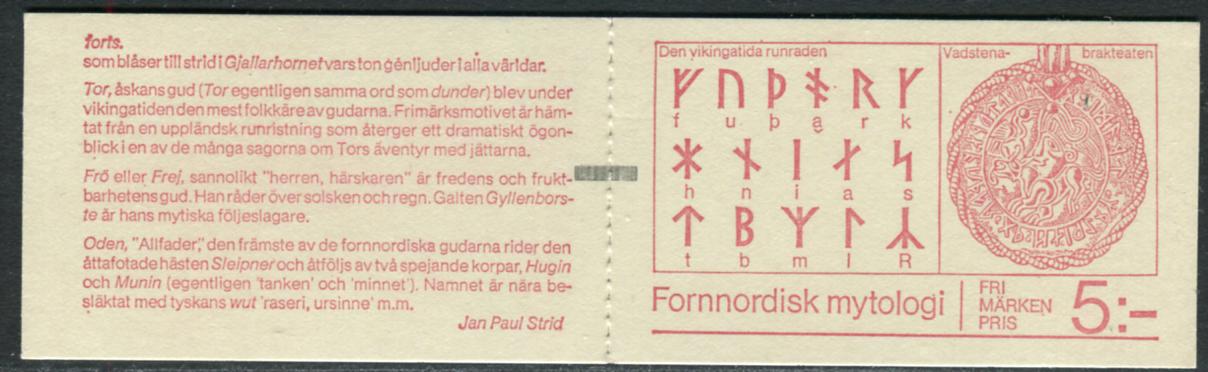 forts.
som blåser till strid i Gjallarhornet vars ton genljuder i alla världar.
Tor, åskans gud (Tor egentligen samma ord som dunder) blev under
vikingatiden den mest folkkäre av gudarna. Frimärksmotivet är häm-
tat från en uppländsk runristning som återger ett dramatiskt ögon-
blick i en av de många sagorna om Tors äventyr med jättarna.
Frö eller Frej, sannolikt "herren, härskaren" är fredens och frukt-
barhetens gud. Han råder över solsken och regn. Galten Gyllenbors-
te är hans mytiska följeslagare.
Oden, "Allfader," den främste av de fornnordiska gudarna rider den
åttafotade hästen Sleipner och åtföljs av två spejande korpar, Hugin
och Munin (egentligen 'tanken' och 'minnet'). Namnet är nära be-
släktat med tyskans wut 'raseri, ursinne' m.m.
Jan Paul Strid
Den vikingatida runraden
ᚠ ᚢ ᚦ ᚬ ᚱ ᚴ
f u þ ą r k
ᚼ ᚾ ᛁ ᛅ ᛋ
h n i a s
ᛏ ᛒ ᛘ ᛚ ᛦ
t b m l R
Vadstena- brakteaten
Fornnordisk mytologi
FRI
MÄRKEN
PRIS
5:-